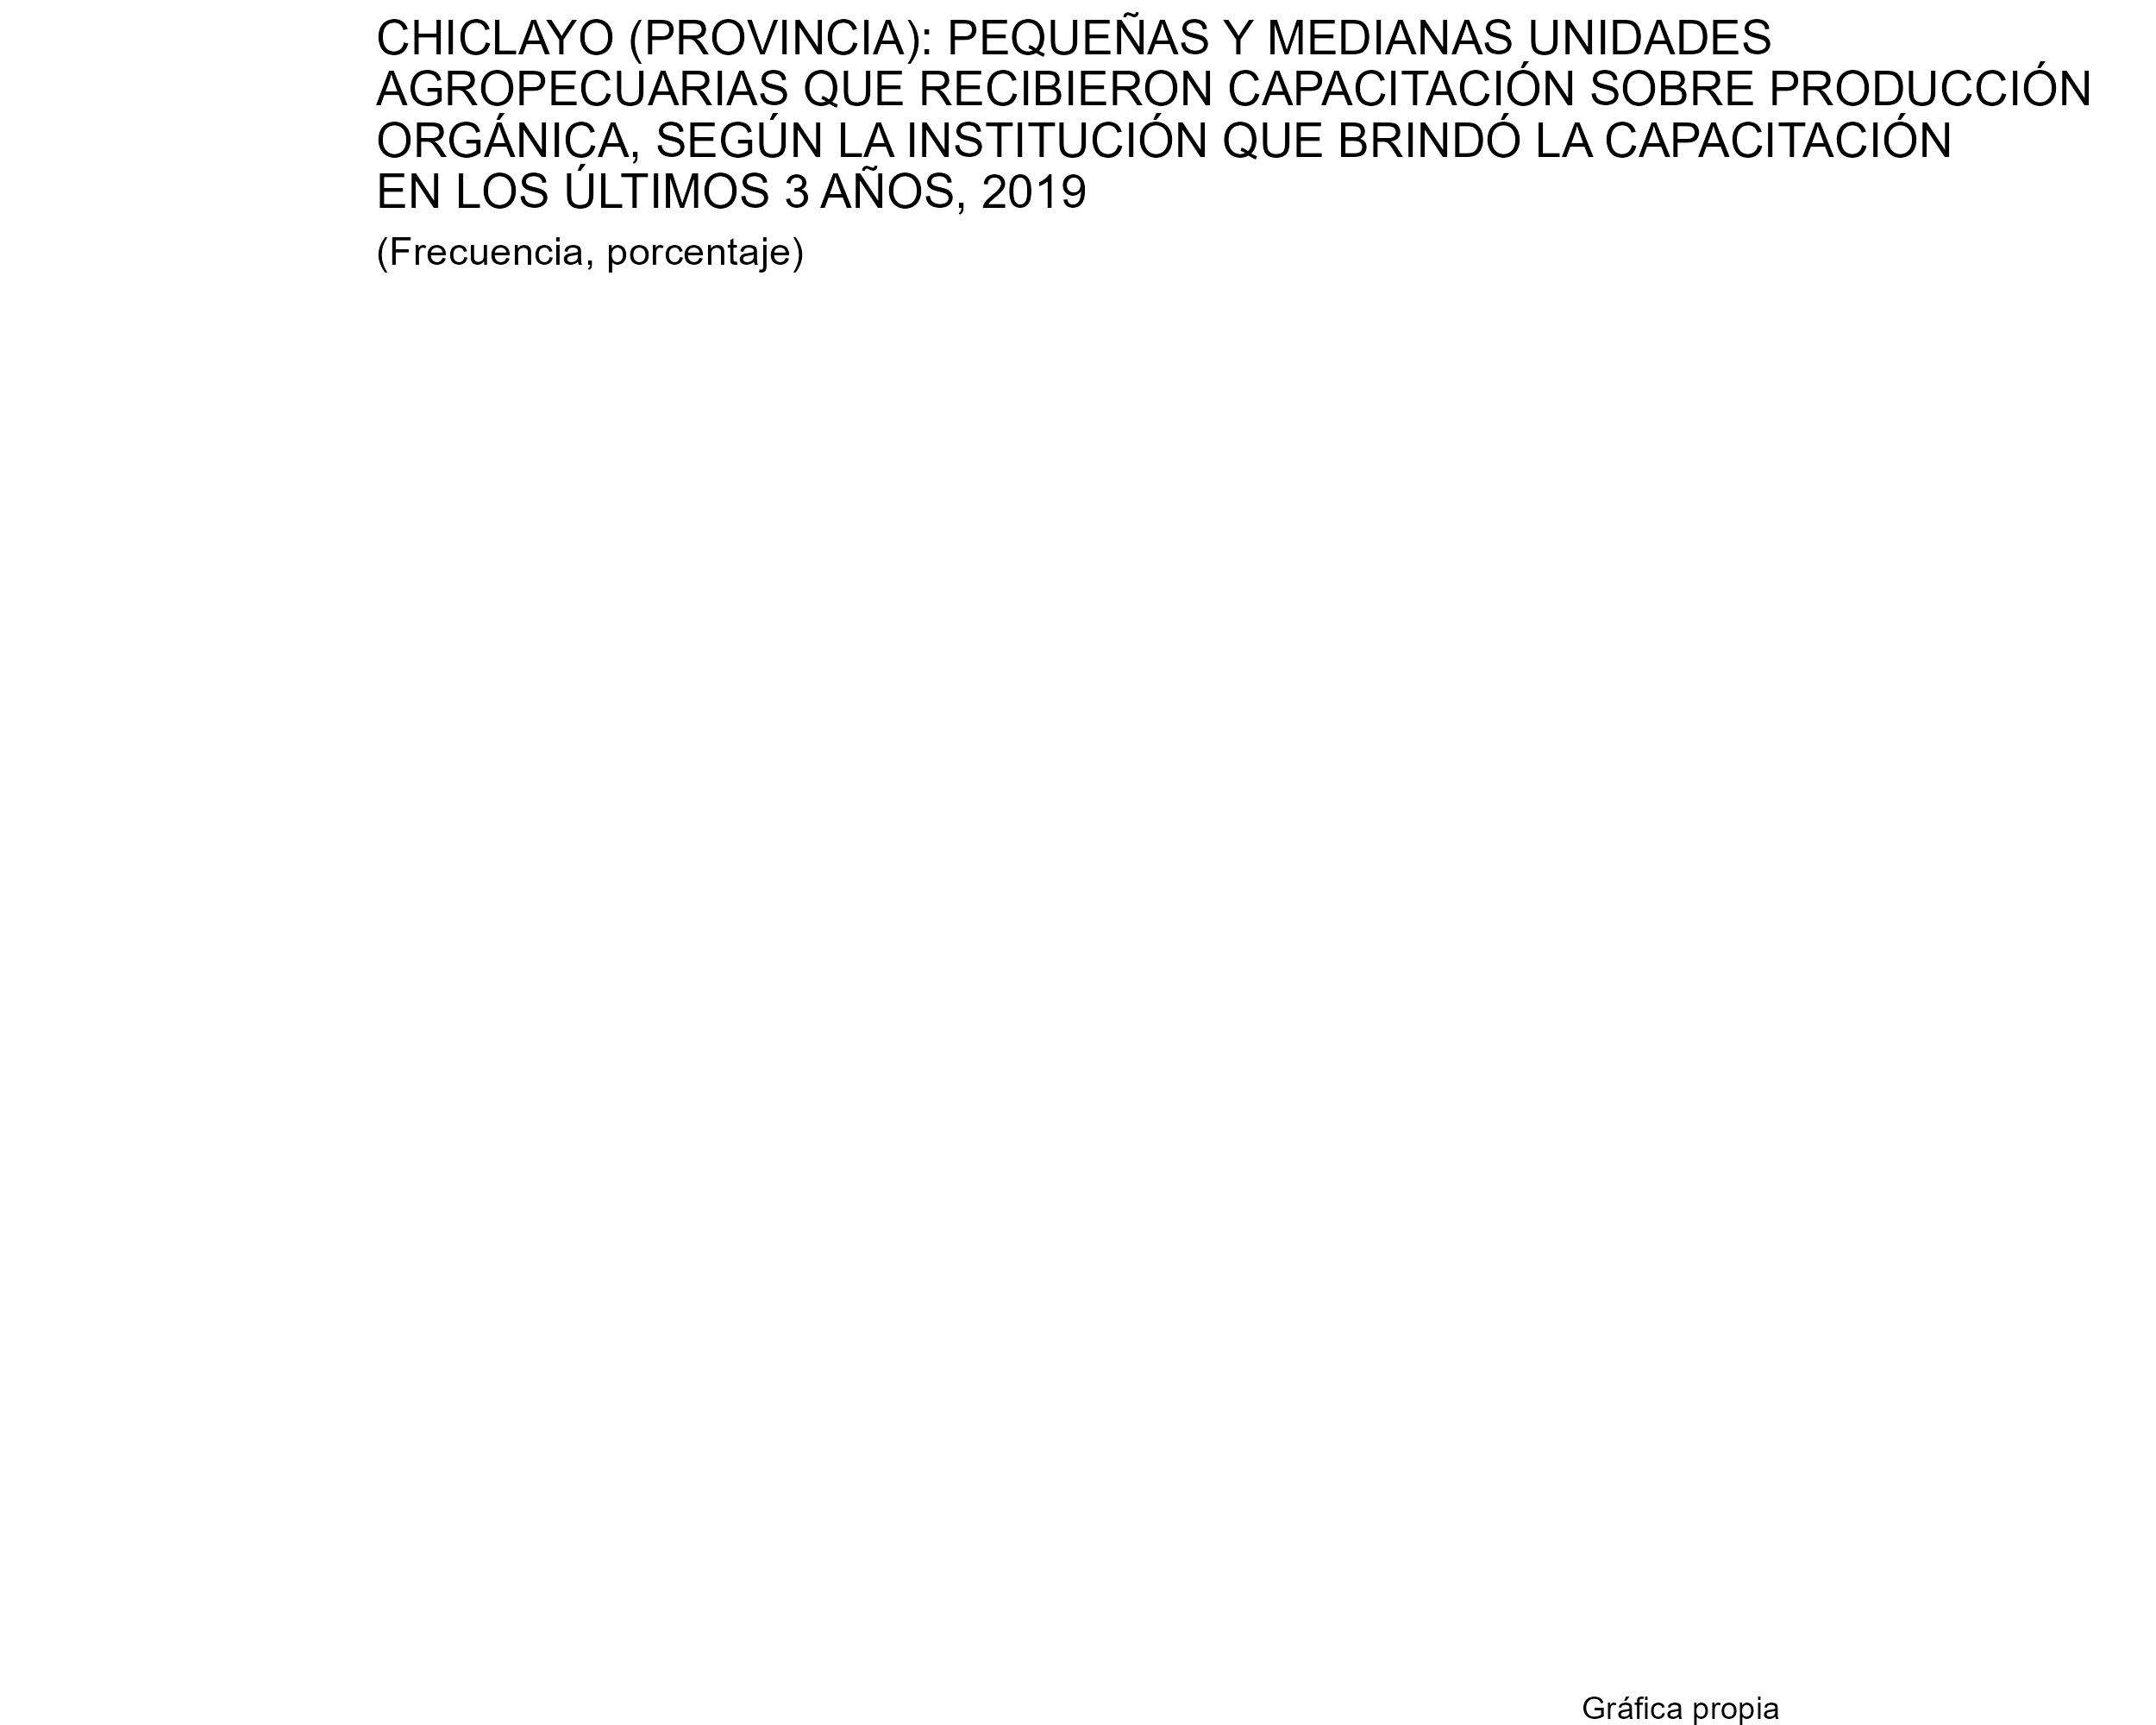 CHICLAYO (PROVINCIA): PEQUEÑAS Y MEDIANAS UNIDADES
AGROPECUARIAS QUE RECIBIERON CAPACITACIÓN SOBRE PRODUCCIÓN
ORGÁNICA, SEGÚN LA INSTITUCIÓN QUE BRINDÓ LA CAPACITACIÓN
EN LOS ÚLTIMOS 3 AÑOS, 2019
(Frecuencia, porcentaje)
Gráfica propia